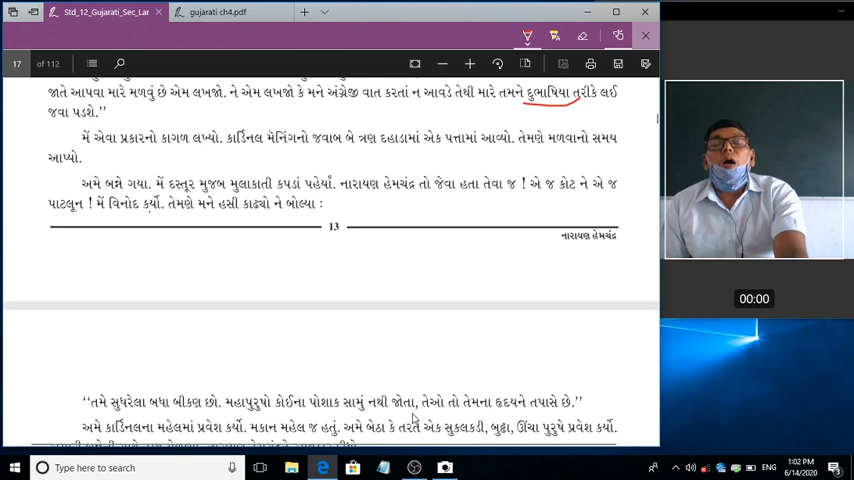 Std_12_Gujarati_Sec_Lar
gujarati ch4.pdf
17 of 112
જાતે આપવા મારે મળવું છે એમ લખજો. ને એમ લખજો કે મને અંગ્રેજી વાત કરતાં ન આવડે તેથી મારે તમને દુભાષિયા તરીકે લઈ
જવા પડશે.’’
મેં એવા પ્રકારનો કાગળ લખ્યો. કાર્ડિનલ મૅનિંગનો જવાબ બે ત્રણ દહાડામાં એક પત્તામાં આવ્યો. તેમણે મળવાનો સમય
આપ્યો.
અમે બન્ને ગયા. મેં દસ્તૂર મુજબ મુલાકાતી કપડાં પહેર્યાં. નારાયણ હેમચંદ્ર તો જેવા હતા તેવા જ ! એ જ કોટ ને એ જ
પાટલૂન ! મેં વિનોદ કર્યો. તેમણે મને હસી કાઢ્યો ને બોલ્યા :
13
નારાયણ હેમચંદ્ર
‘‘તમે સુધરેલા બધા બીકણ છો. મહાપુરુષો કોઈના પોશાક સામું નથી જોતા, તેઓ તો તેમના હૃદયને તપાસે છે.’’
અમે કાર્ડિનલના મહેલમાં પ્રવેશ કર્યો. મકાન મહેલ જ હતું. અમે બેઠા કે તરત એક સુકલકડી, બુઢ્ઢા, ઊંચા પુરુષે પ્રવેશ કર્યો.
00:00
Type here to search
ENG
1:02 PM
6/14/2020
3